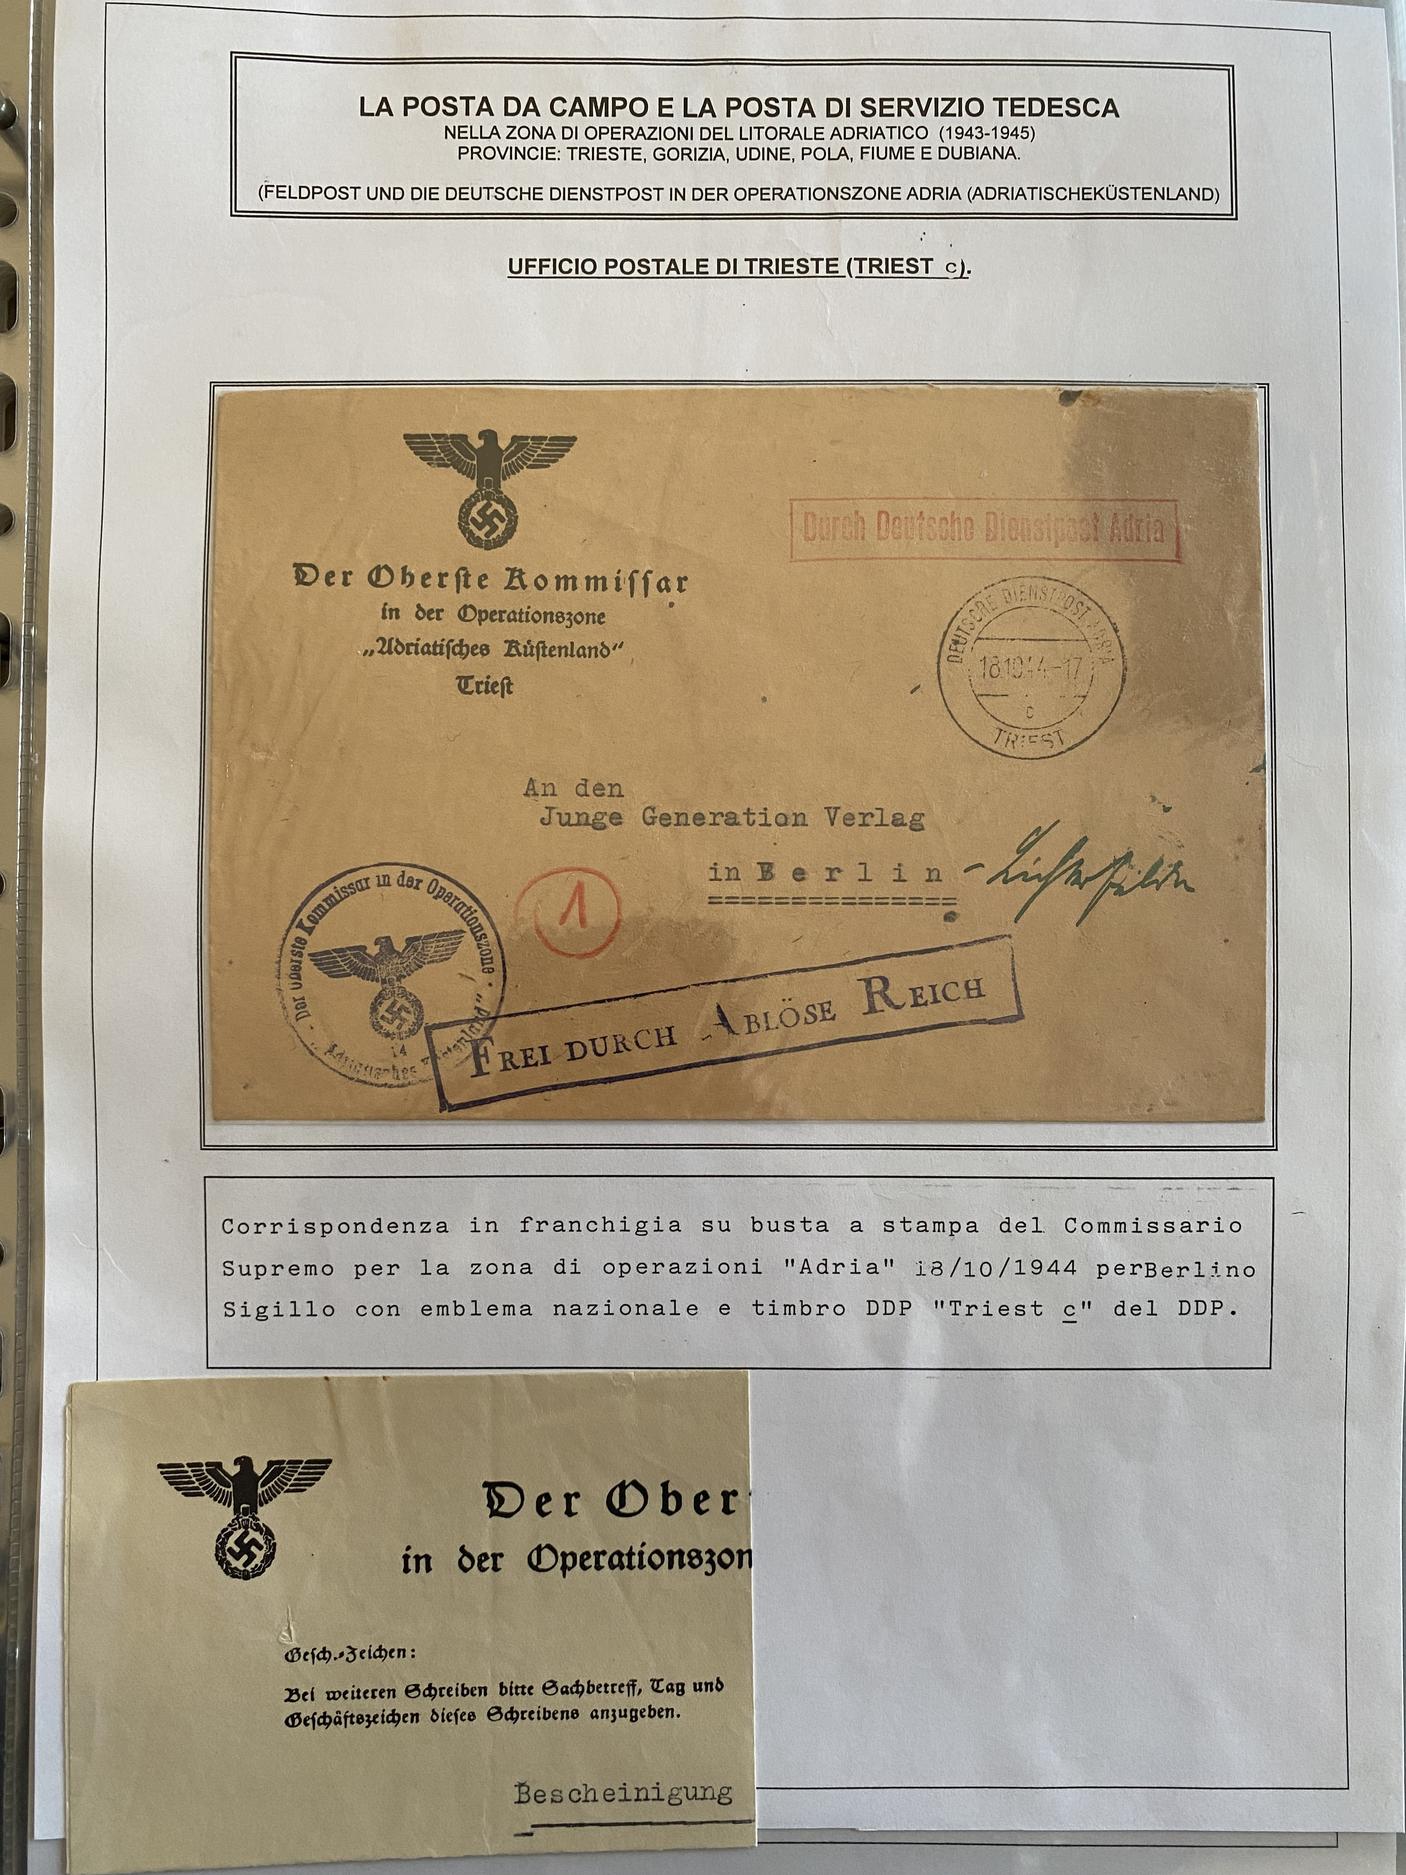 LA POSTA DA CAMPO E LA POSTA DI SERVIZIO TEDESCA
NELLA ZONA DI OPERAZIONI DEL LITORALE ADRIATICO (1943-1945)
PROVINCIE: TRIESTE, GORIZIA, UDINE, POLA, FIUME E DUBIANA.
(FELDPOST UND DIE DEUTSCHE DIENSTPOST IN DER OPERATIONSZONE ADRIA (ADRIATISCHEKÜSTENLAND)
UFFICIO POSTALE DI TRIESTE (TRIEST c).
Der Oberste Kommissar
in der Operationszone
„Adriatisches Küstenland“
Triest
Durch Deutsche Dienstpost Adria
DEUTSCHE DIENSTPOST ADRIA
18.10.44-17
c
TRIEST
An den
Junge Generation Verlag
in Berlin - Lichterfelde
1
Der Oberste Kommissar in der Operationszone
Adriatisches Küstenland
14
FREI DURCH ABLÖSE REICH
Corrispondenza in franchigia su busta a stampa del Commissario
Supremo per la zona di operazioni "Adria" 18/10/1944 perBerlino
Sigillo con emblema nazionale e timbro DDP "Triest c" del DDP.
Der Ober
in der Operationszon
Gesch.-Zeichen:
Bei weiteren Schreiben bitte Sachbetreff, Tag und
Geschäftszeichen dieses Schreibens anzugeben.
Bescheinigung